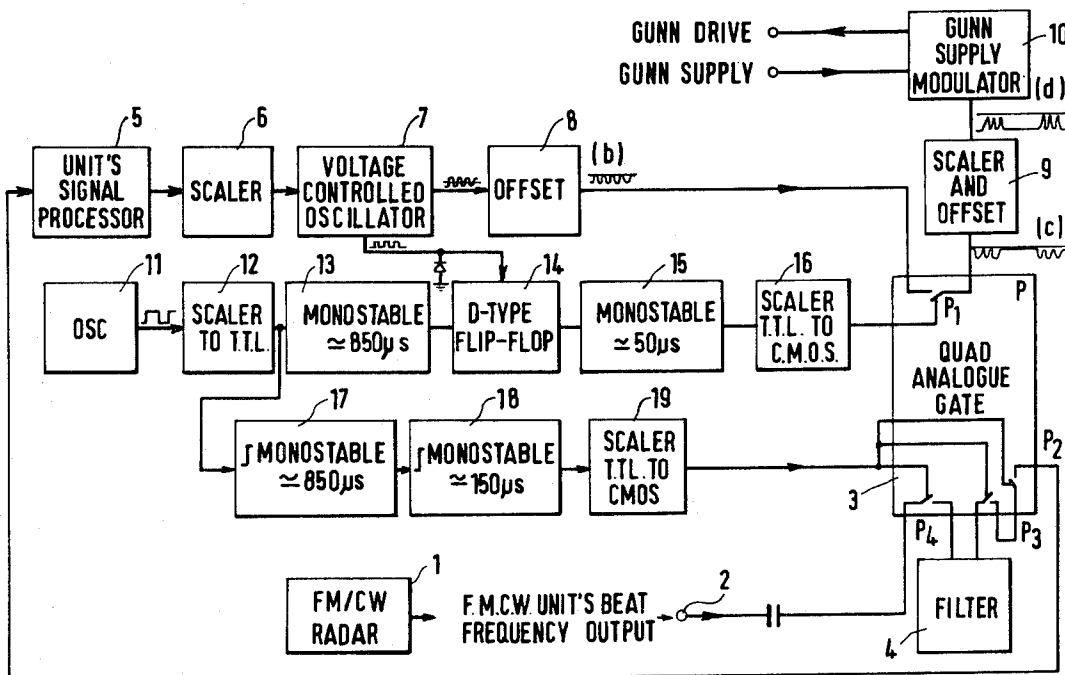 GUNN DRIVE
GUNN SUPPLY
GUNN
SUPPLY
MODULATOR
10
(d)
5
UNIT'S
SIGNAL
PROCESSOR
6
SCALER
7
VOLTAGE
CONTROLLED
OSCILLATOR
8
OFFSET
(b)
SCALER
AND
OFFSET
9
(c)
11
OSC
12
SCALER
TO T.T.L.
13
MONOSTABLE
≃850µs
14
D-TYPE
FLIP-FLOP
15
MONOSTABLE
≃50µs
16
SCALER
T.T.L. TO
C.M.O.S.
P
P1
QUAD
ANALOGUE
GATE
17
MONOSTABLE
≃850µs
18
MONOSTABLE
≃150µs
19
SCALER
T.TL. TO
CMOS
3
P2
P4
P3
1
FM/CW
RADAR
F.M.C.W. UNIT'S BEAT
FREQUENCY OUTPUT
2
FILTER
4